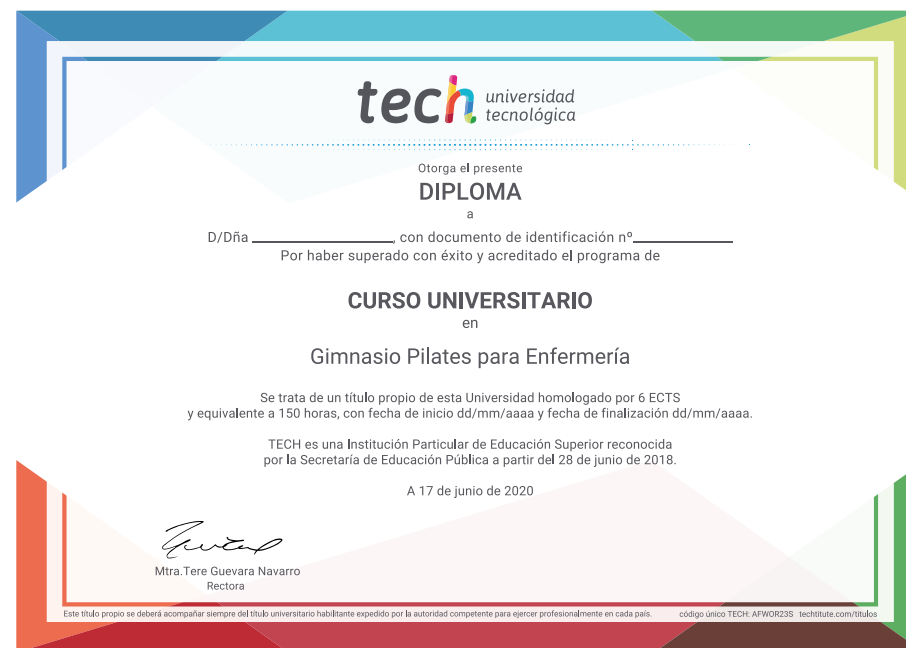 tech universidad
tecnológica
Otorga el presente
DIPLOMA
a
D/Dña ______________, con documento de identificación nº__________
Por haber superado con éxito y acreditado el programa de
CURSO UNIVERSITARIO
en
Gimnasio Pilates para Enfermería
Se trata de un título propio de esta Universidad homologado por 6 ECTS
y equivalente a 150 horas, con fecha de inicio dd/mm/aaaa y fecha de finalización dd/mm/aaaa.
TECH es una Institución Particular de Educación Superior reconocida
por la Secretaría de Educación Pública a partir del 28 de junio de 2018.
A 17 de junio de 2020
Mtra.Tere Guevara Navarro
Rectora
Este título propio se deberá acompañar siempre del título universitario habilitante expedido por la autoridad competente para ejercer profesionalmente en cada país. código único TECH: AFWOR23S techtitute.com/titulos